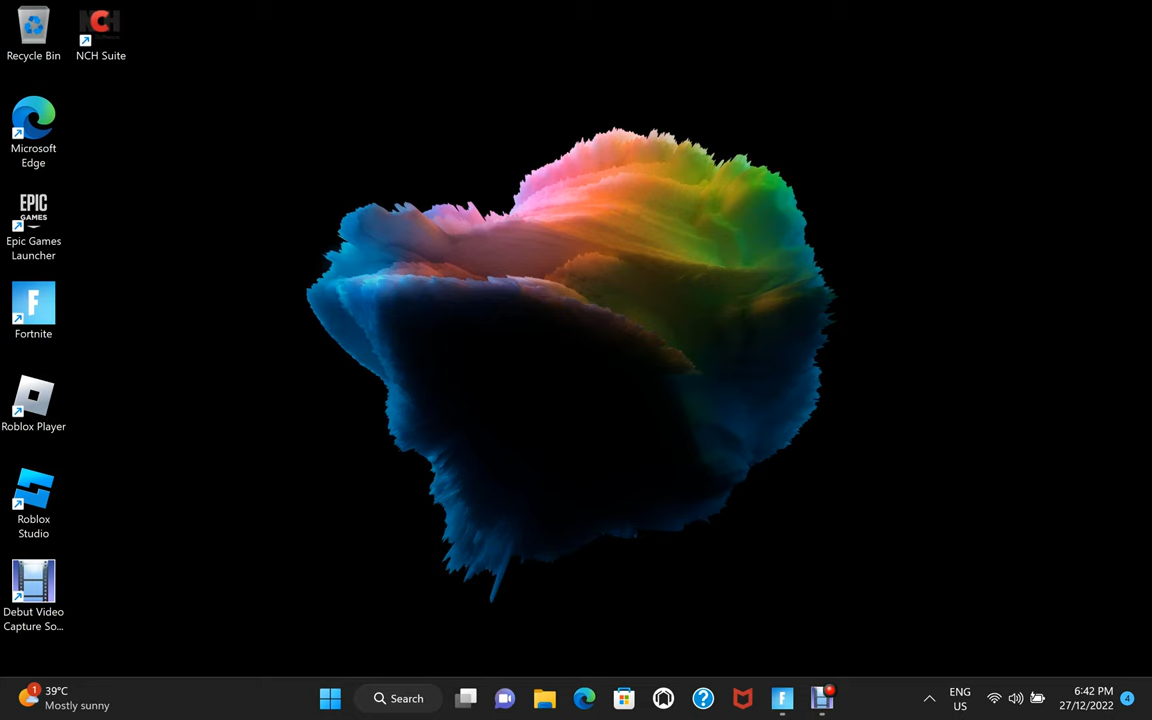 Recycle Bin
NCH Suite
Microsoft
Edge
EPIC
GAMES
Epic Games
Launcher
F
Fortnite
Roblox Player
Roblox
Studio
Debut Video
Capture So...
1
39°C
Mostly sunny
Search
ENG
US
6:42 PM
27/12/2022
4